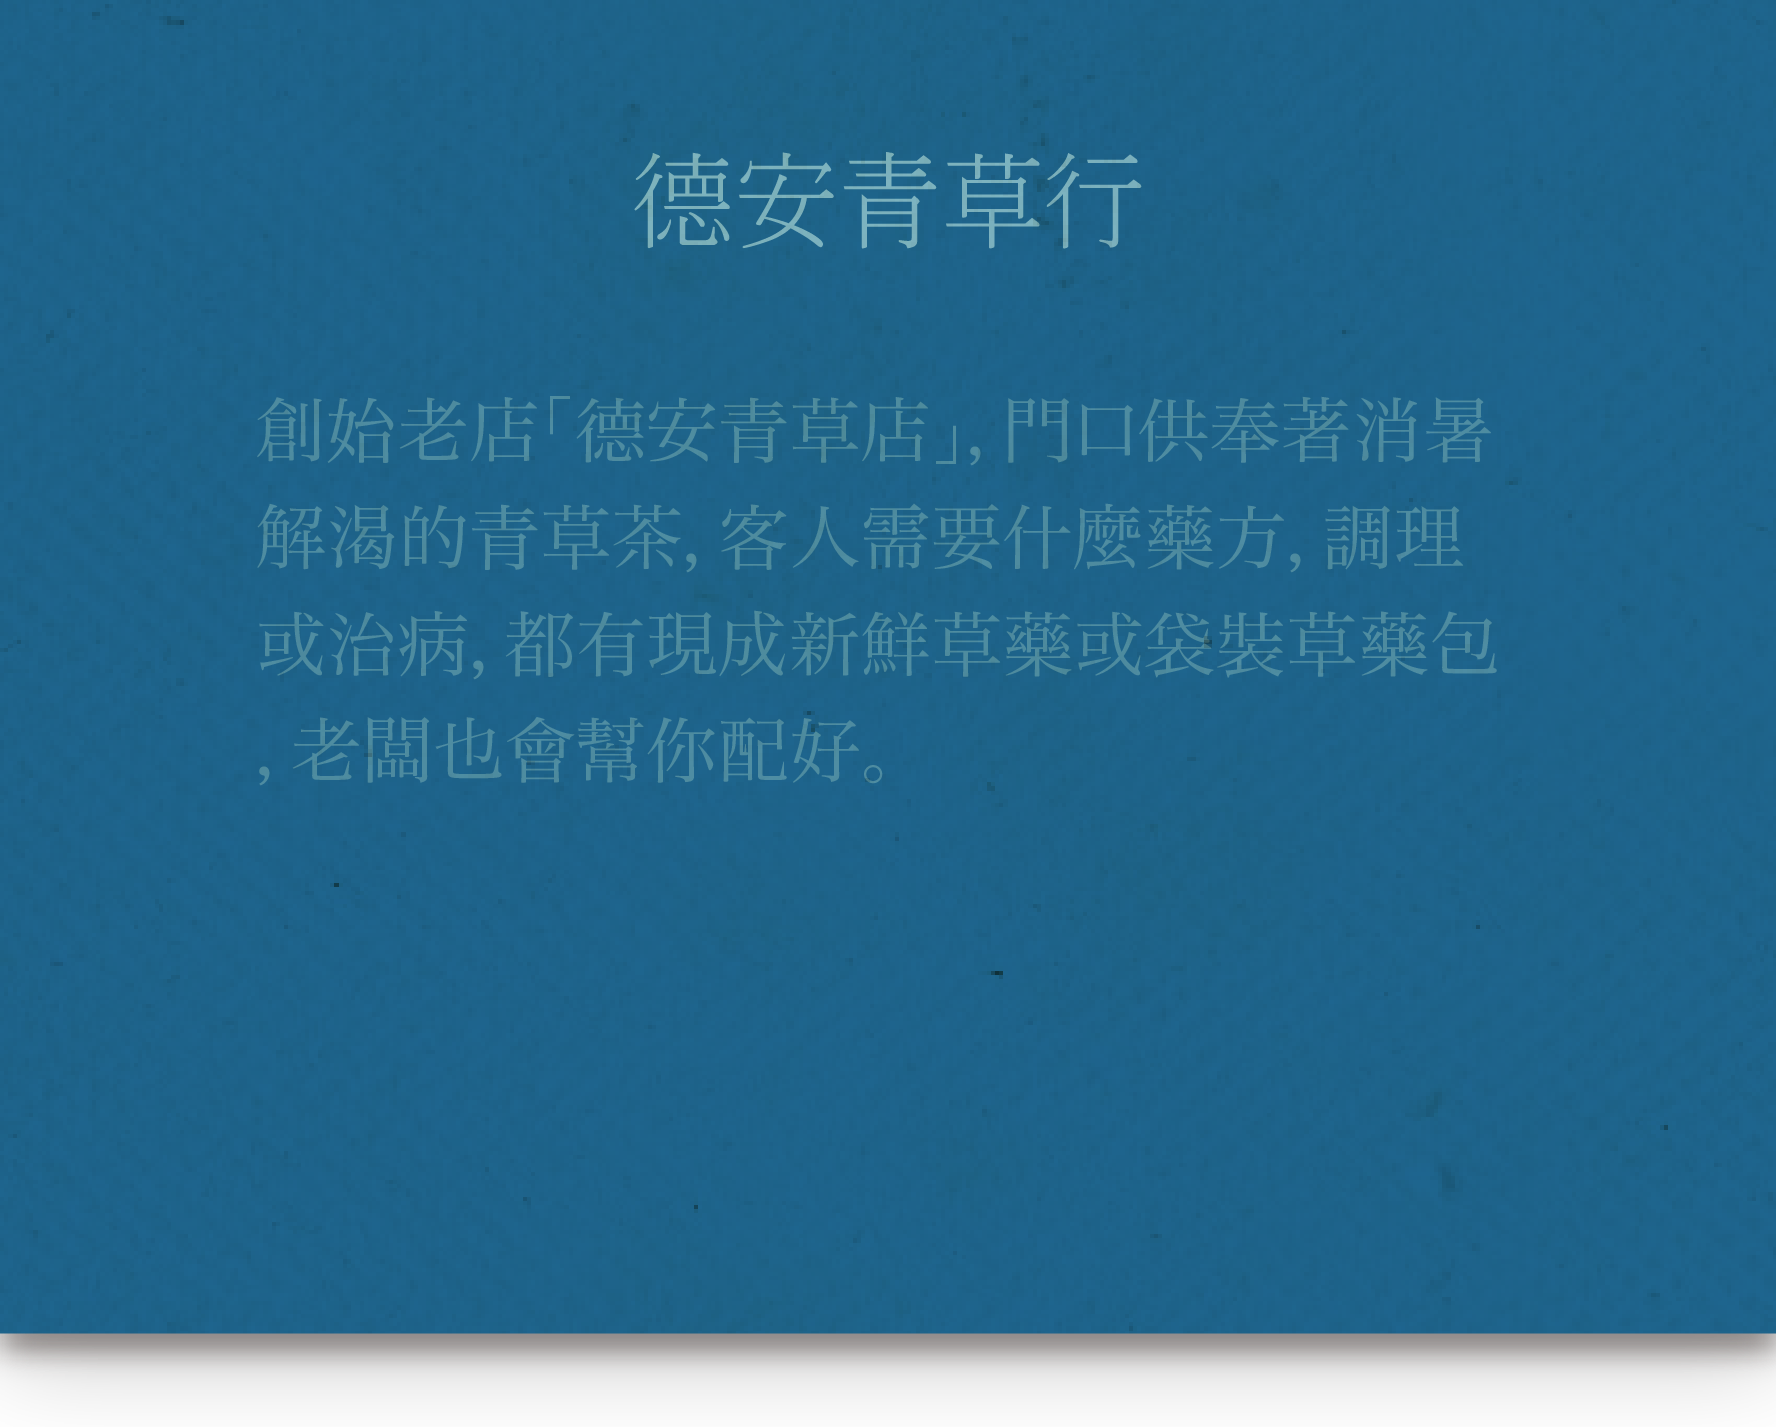 德安青草行
創始老店「德安青草店」, 門口供奉著消暑
解渴的青草茶, 客人需要什麼藥方, 調理
或治病, 都有現成新鮮草藥或袋裝草藥包
, 老闆也會幫你配好。